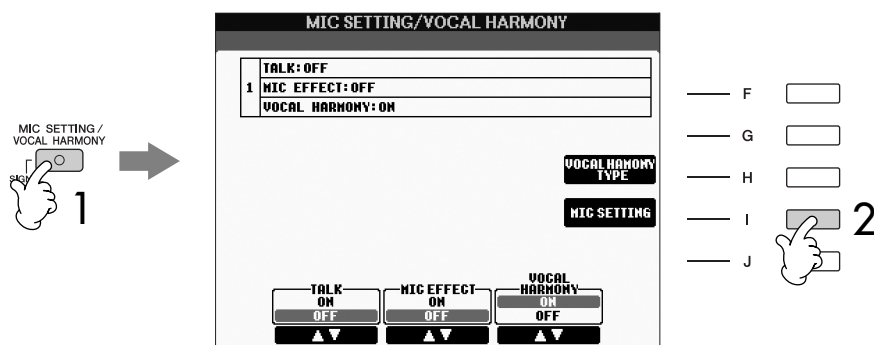 MIC SETTING/VOCAL HARMONY
TALK:OFF
1 MIC EFFECT:OFF
VOCAL HARMONY:ON
MIC SETTING /
VOCAL HARMONY
1
VOCAL HAMONY
TYPE
MIC SETTING
F
G
H
I
J
2
TALK
ON
OFF
MIC EFFECT
ON
OFF
VOCAL
HARMONY
ON
OFF